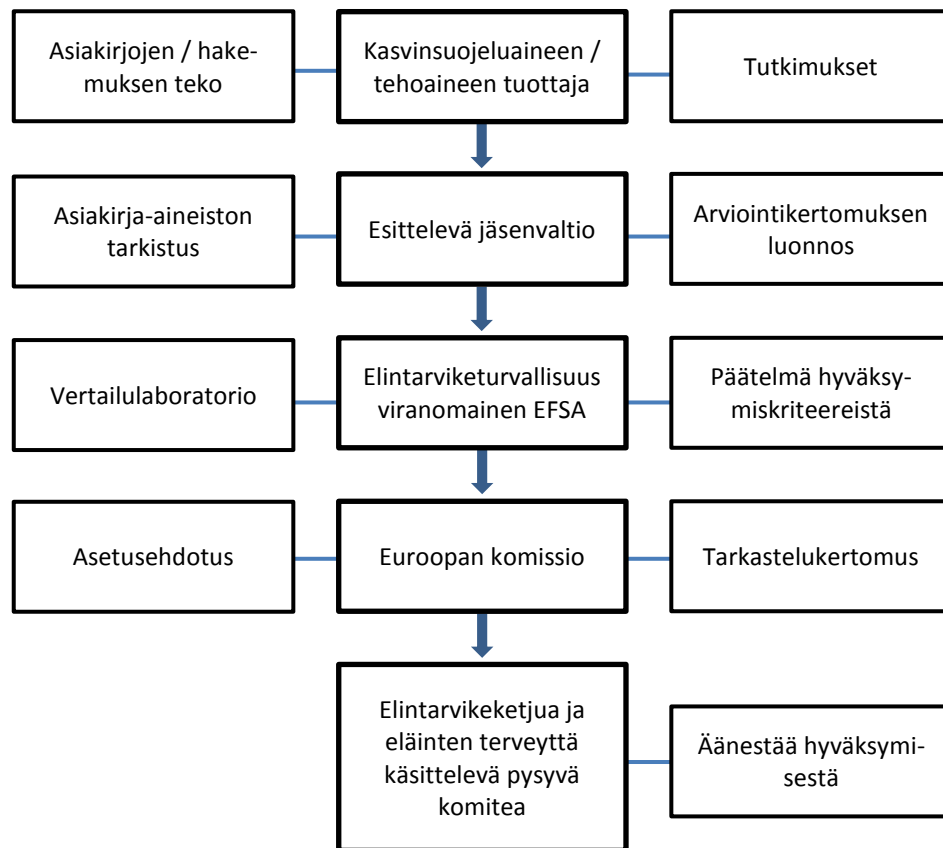 Asiakirjojen / hake-
muksen teko
Kasvinsuojeluaineen /
tehoaineen tuottaja
Tutkimukset
Asiakirja-aineiston
tarkistus
Esittelevä jäsenvaltio
Arviointikertomuksen
luonnos
Vertailulaboratorio
Elintarviketurvallisuus
viranomainen EFSA
Päätelmä hyväksy-
miskriteereistä
Asetusehdotus
Euroopan komissio
Tarkastelukertomus
Elintarvikeketjua ja
eläinten terveyttä
käsittelevä pysyvä
komitea
Äänestää hyväksymi-
sestä